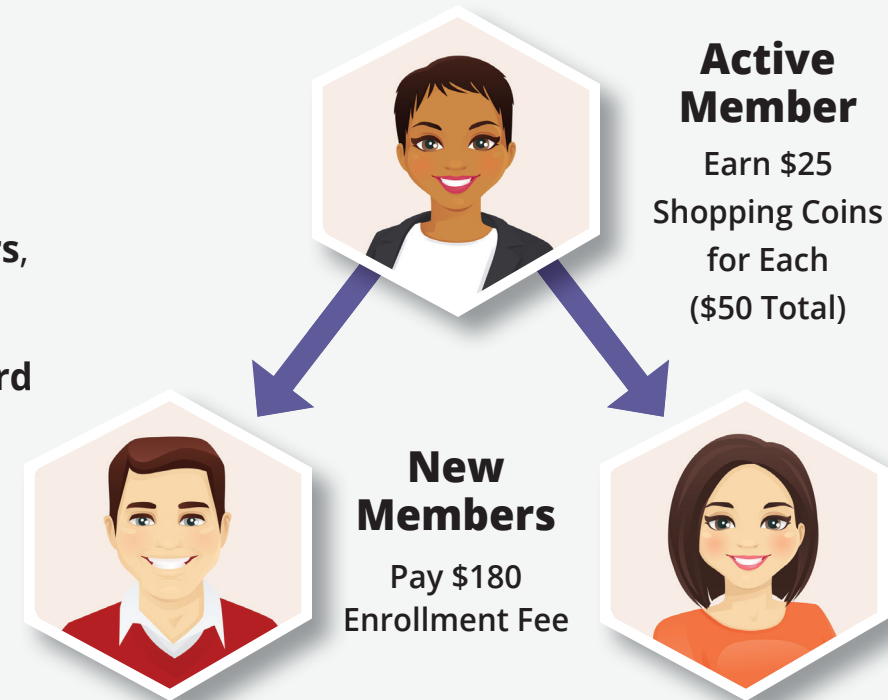 Active
Member
Earn $25
Shopping Coins
for Each
($50 Total)
New
Members
Pay $180
Enrollment Fee